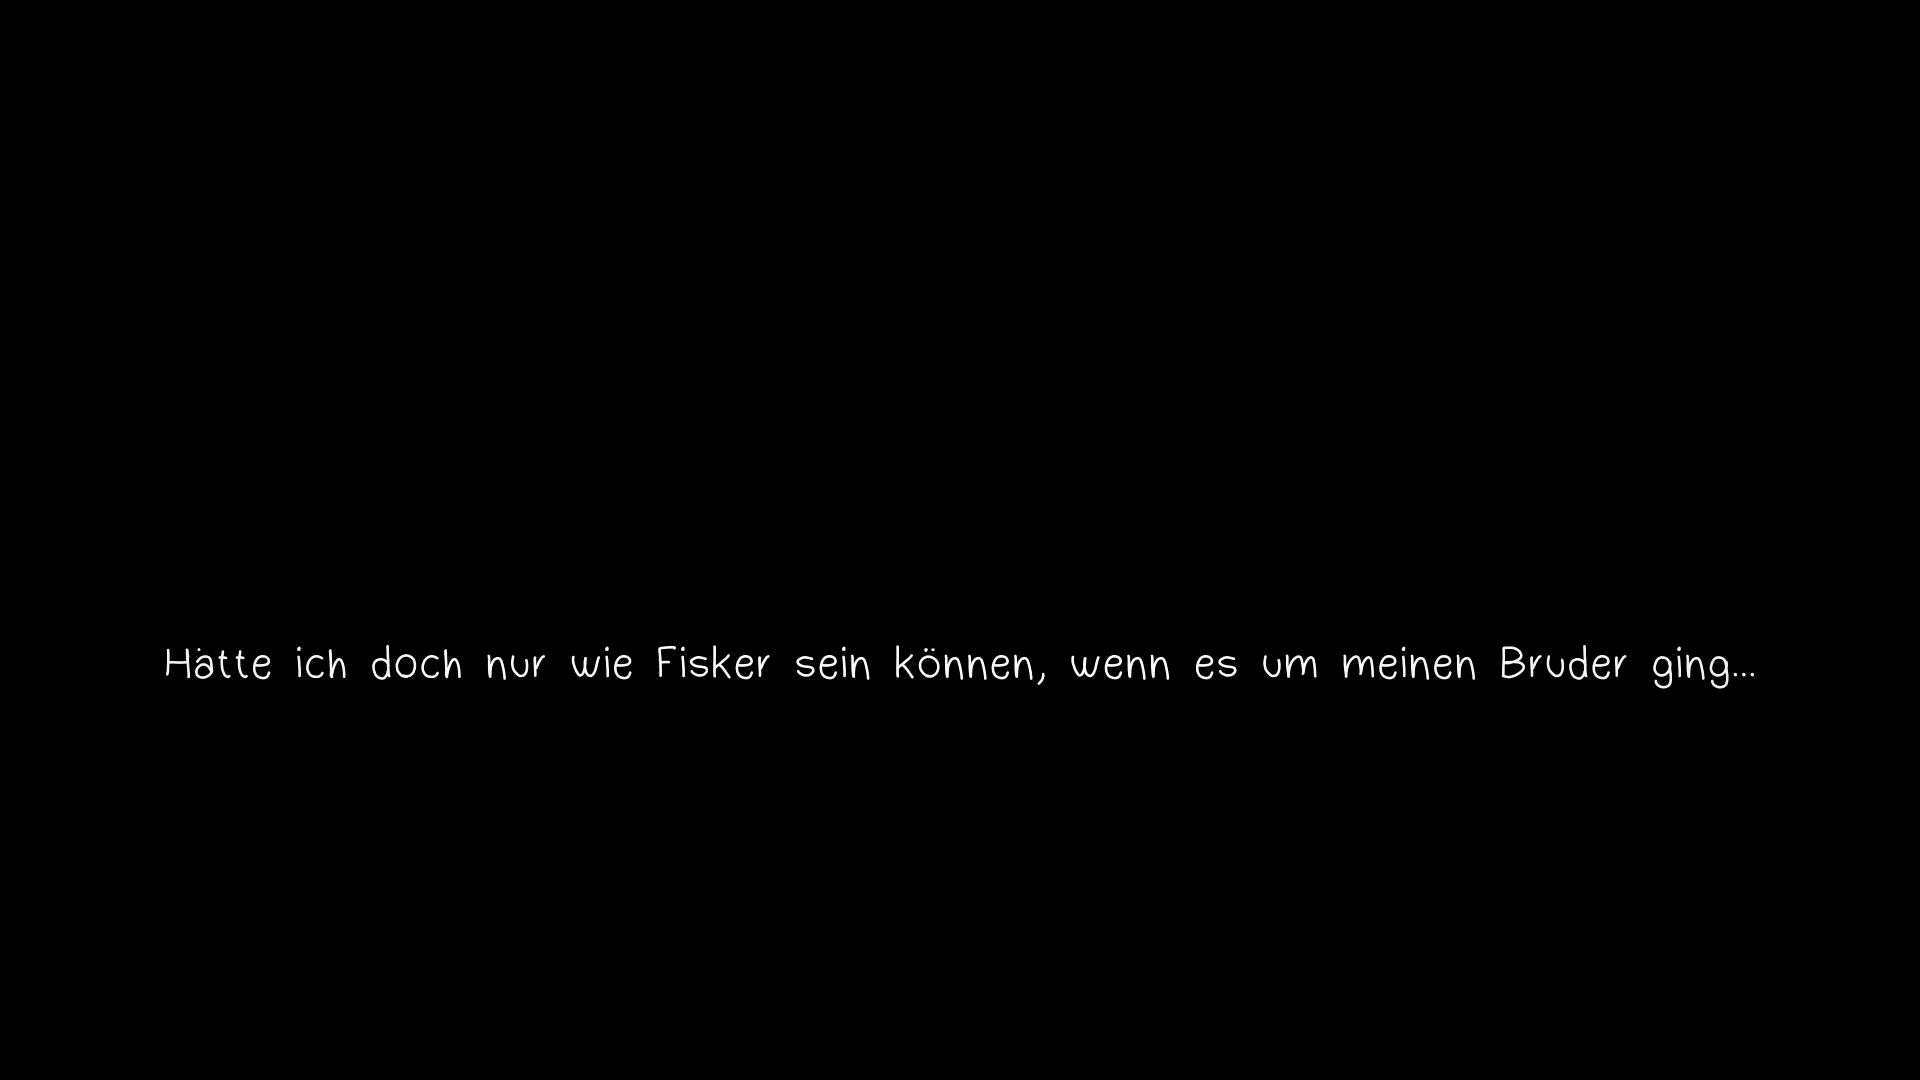 Hätte ich doch nur wie Fisker sein können, wenn es um meinen Bruder ging...